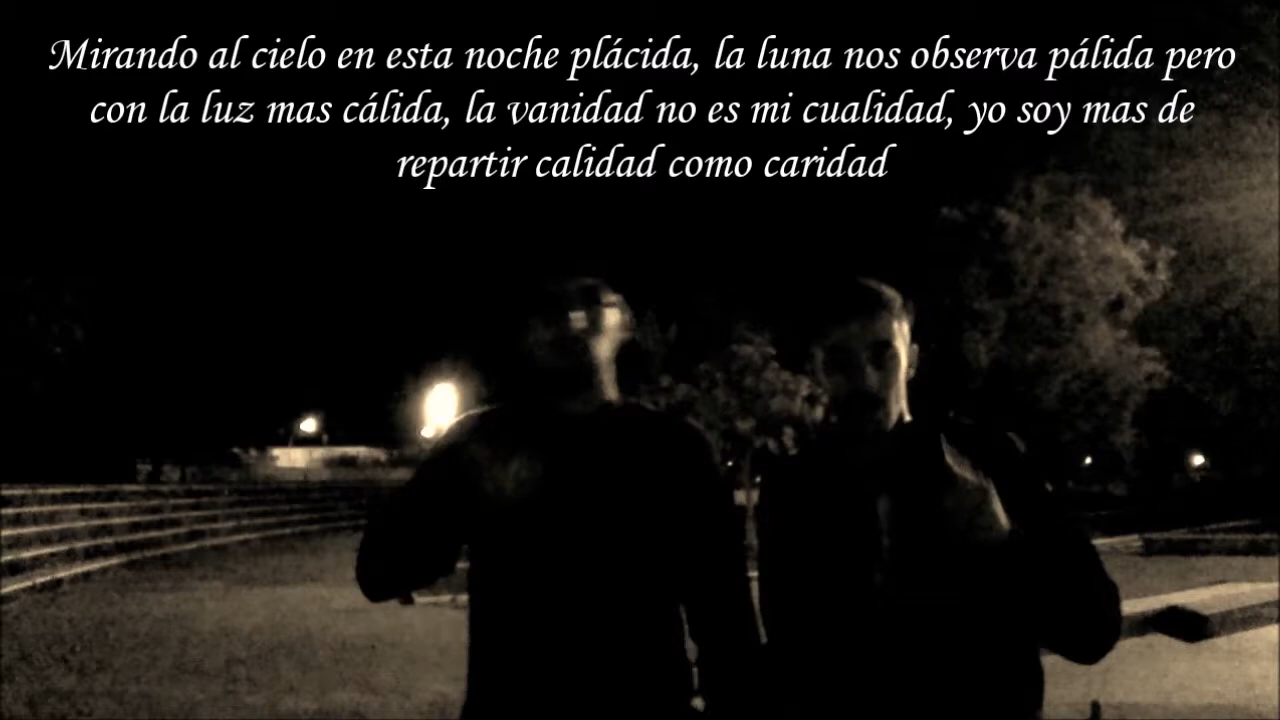 Mirando al cielo en esta noche plácida, la luna nos observa pálida pero
con la luz mas cálida, la vanidad no es mi cualidad, yo soy mas de
repartir calidad como caridad